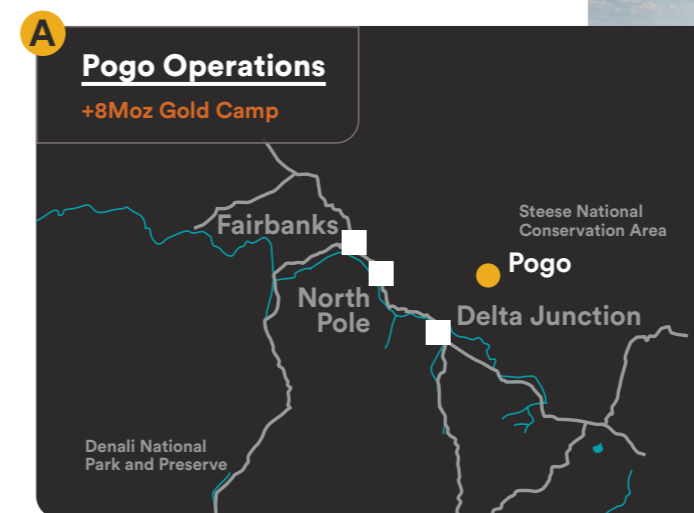 A
Pogo Operations
+8Moz Gold Camp
Steese National
Conservation Area
Fairbanks
Pogo
North
Pole
Delta Junction
Denali National
Park and Preserve